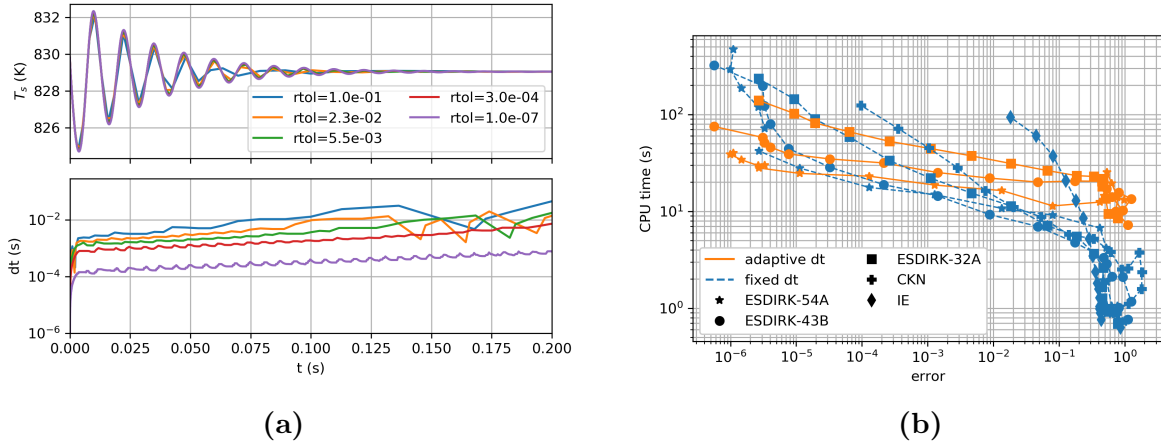 832
830
828
826
T_s (K)
rtol=1.0e-01
rtol=2.3e-02
rtol=5.5e-03
rtol=3.0e-04
rtol=1.0e-07
10^{-2}
10^{-4}
10^{-6}
dt (s)
0.000 0.025 0.050 0.075 0.100 0.125 0.150 0.175 0.200
t (s)
(a)
10^2
10^1
10^0
CPU time (s)
adaptive dt
fixed dt
ESDIRK-54A
ESDIRK-43B
ESDIRK-32A
CKN
IE
10^{-6} 10^{-5} 10^{-4} 10^{-3} 10^{-2} 10^{-1} 10^0
error
(b)